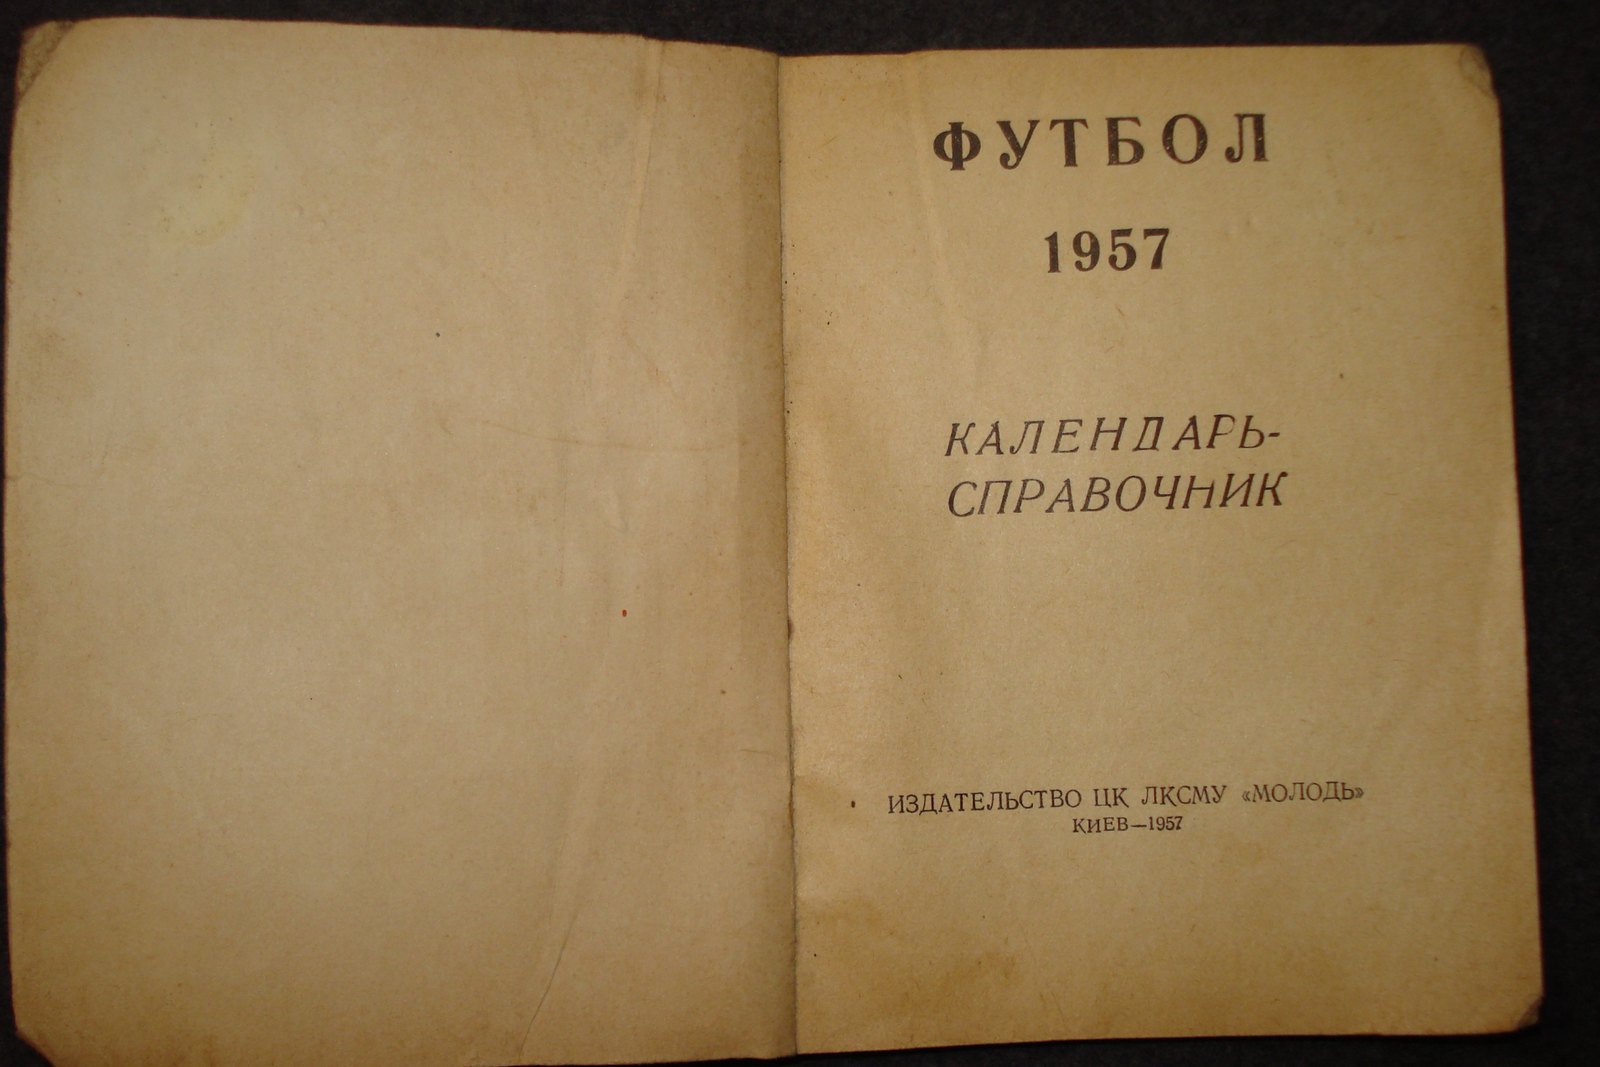 ФУТБОЛ
1957
КАЛЕНДАРЬ-
СПРАВОЧНИК
ИЗДАТЕЛЬСТВО ЦК ЛКСМУ «МОЛОДЬ»
КИЕВ—1957